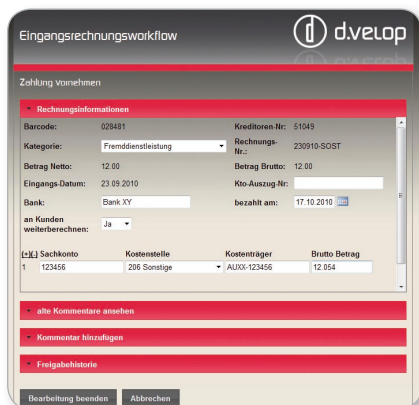 Eingangsrechnungsworkflow
d.velop
Zahlung vornehmen
Rechnungsinformationen
Barcode: 028481 Kreditoren-Nr: 51049
Kategorie: Fremddienstleistung Rechnungs-Nr.: 230910-SOST
Betrag Netto: 12.00 Betrag Brutto: 12.00
Eingangs-Datum: 23.09.2010 Kto-Auszug-Nr:
Bank: Bank XY bezahlt am: 17.10.2010
an Kunden
weiterberechnen: Ja
(+)(-) Sachkonto Kostenstelle Kostenträger Brutto Betrag
1 123456 206 Sonstige AUXX-123456 12.054
alte Kommentare ansehen
Kommentar hinzufügen
Freigabehistorie
Bearbeitung beenden Abbrechen